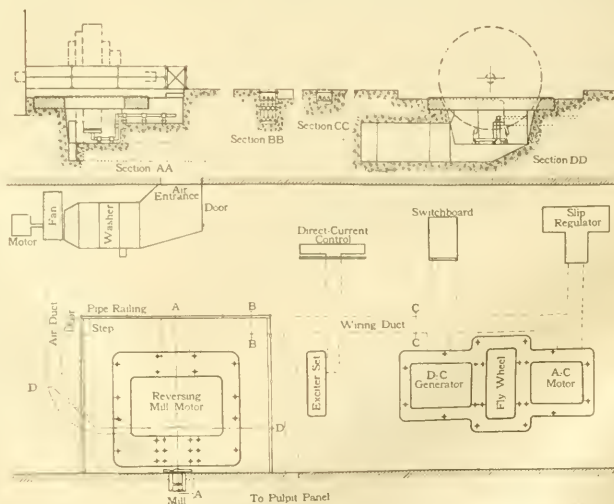 Section AA
Section BB
Section CC
Section DD
Motor
Fan
Washer
Air
Entrance
Door
Direct-Current
Control
Switchboard
Slip
Regulator
Air Duct
Door
Pipe Railing
A
B
Step
B
Wiring Duct
C
C
D
Reversing
Mill Motor
D
Exciter Set
D-C
Generator
Fly Wheel
A-C
Motor
A
Mill
To Pulpit Panel